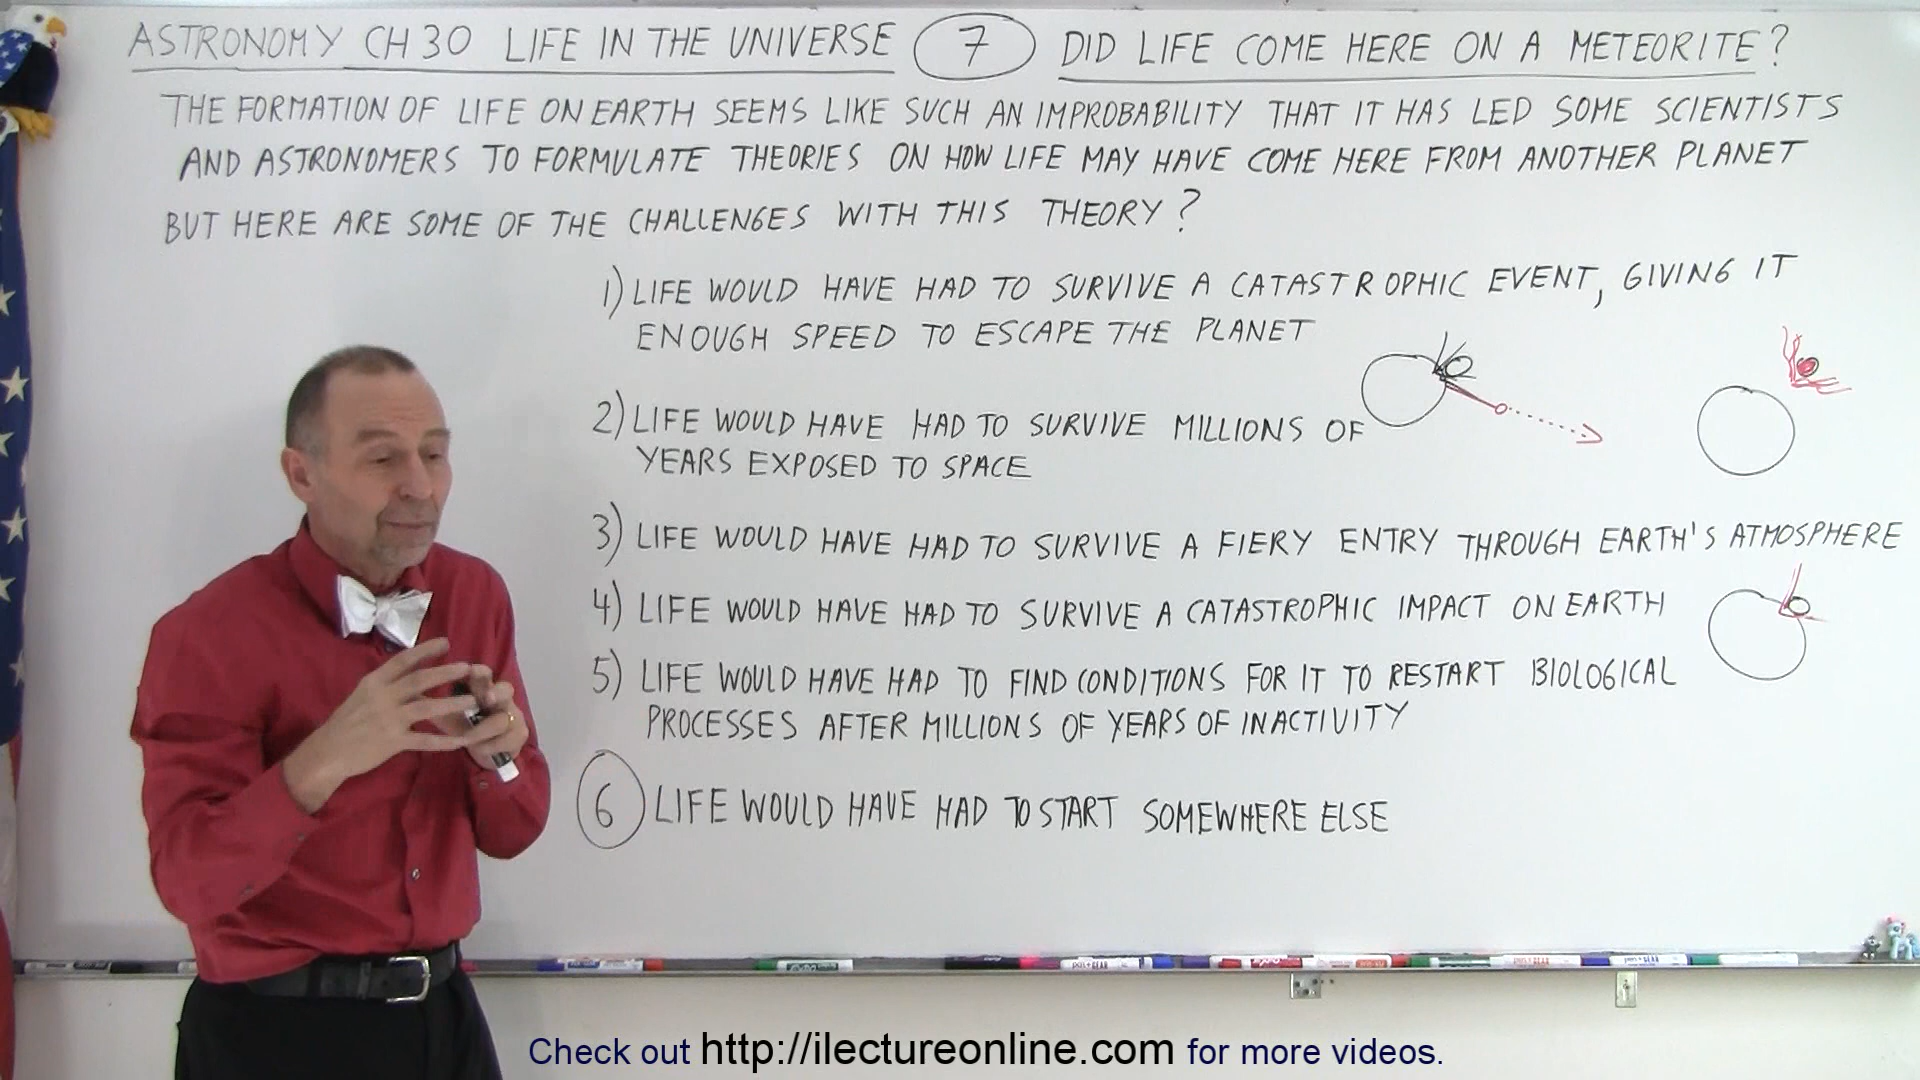 ASTRONOMY CH 30 LIFE IN THE UNIVERSE 7 DID LIFE COME HERE ON A METEORITE?
THE FORMATION OF LIFE ON EARTH SEEMS LIKE SUCH AN IMPROBABILITY THAT IT HAS LED SOME SCIENTISTS
AND ASTRONOMERS TO FORMULATE THEORIES ON HOW LIFE MAY HAVE COME HERE FROM ANOTHER PLANET
BUT HERE ARE SOME OF THE CHALLENGES WITH THIS THEORY?
1) LIFE WOULD HAVE HAD TO SURVIVE A CATASTROPHIC EVENT, GIVING IT
ENOUGH SPEED TO ESCAPE THE PLANET
2) LIFE WOULD HAVE HAD TO SURVIVE MILLIONS OF
YEARS EXPOSED TO SPACE
3) LIFE WOULD HAVE HAD TO SURVIVE A FIERY ENTRY THROUGH EARTH'S ATMOSPHERE
4) LIFE WOULD HAVE HAD TO SURVIVE A CATASTROPHIC IMPACT ON EARTH
5) LIFE WOULD HAVE HAD TO FIND CONDITIONS FOR IT TO RESTART BIOLOGICAL
PROCESSES AFTER MILLIONS OF YEARS OF INACTIVITY
6 LIFE WOULD HAVE HAD TO START SOMEWHERE ELSE
Check out http://ilectureonline.com for more videos.